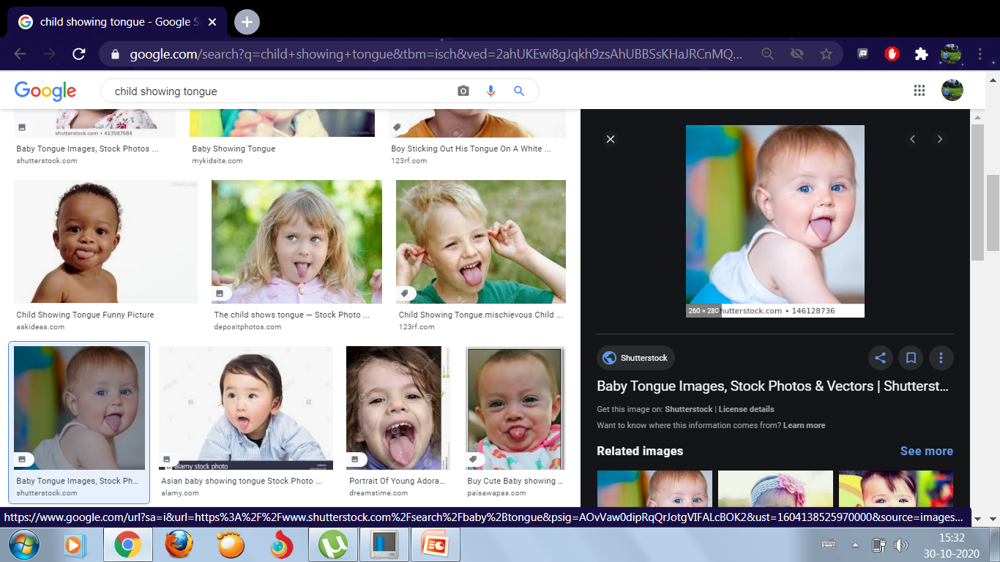 child showing tongue - Google S
google.com/search?q=child+showing+tongue&tbm=isch&ved=2ahUKEwi8gJqkh9zsAhUBBSsKHaJRCnMQ...
Google
child showing tongue
shutterstock.com • 413587684
Baby Tongue Images, Stock Photos ...
shutterstock.com
Baby Showing Tongue
mykidsite.com
Boy Sticking Out His Tongue On A White ...
123rf.com
Child Showing Tongue Funny Picture
askideas.com
The child shows tongue — Stock Photo ...
depositphotos.com
Child Showing Tongue.mischievous Child ...
123rf.com
Baby Tongue Images, Stock Ph...
shutterstock.com
alamy stock photo
Asian baby showing tongue Stock Photo ...
alamy.com
Portrait Of Young Adora...
dreamstime.com
Buy Cute Baby showing ...
paisawapas.com
260 × 280
hutterstock.com • 146128736
Shutterstock
Baby Tongue Images, Stock Photos & Vectors | Shutterst...
Get this image on: Shutterstock | License details
Want to know where this information comes from? Learn more
Related images
See more
https://www.google.com/url?sa=i&url=https%3A%2F%2Fwww.shutterstock.com%2Fsearch%2Fbaby%2Btongue&psig=AOvVaw0dipRqQrJotgVIFALcBOK2&ust=1604138525970000&source=images...
15:32
30-10-2020